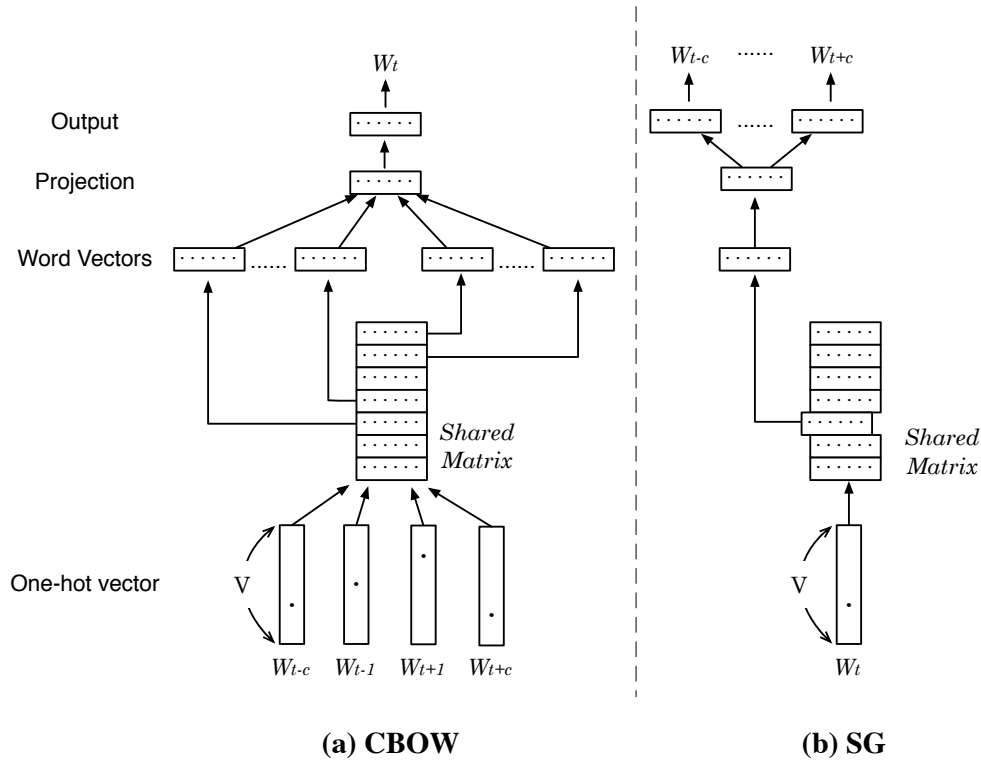 W_t
W_{t-c} ...... W_{t+c}
Output
......
Projection
Word Vectors
...... ......
Shared
Matrix
Shared
Matrix
One-hot vector
V
V
W_{t-c} W_{t-1} W_{t+1} W_{t+c}
W_t
(a) CBOW
(b) SG